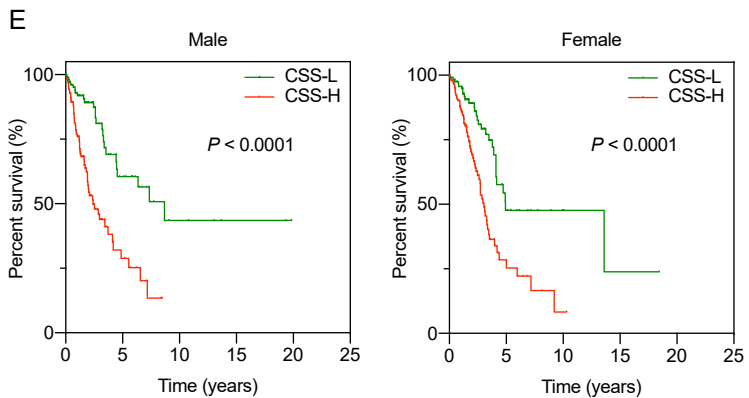 E
Male
Percent survival (%)
100
50
0
CSS-L
CSS-H
P < 0.0001
0 5 10 15 20 25
Time (years)
Female
Percent survival (%)
100
50
0
CSS-L
CSS-H
P < 0.0001
0 5 10 15 20 25
Time (years)